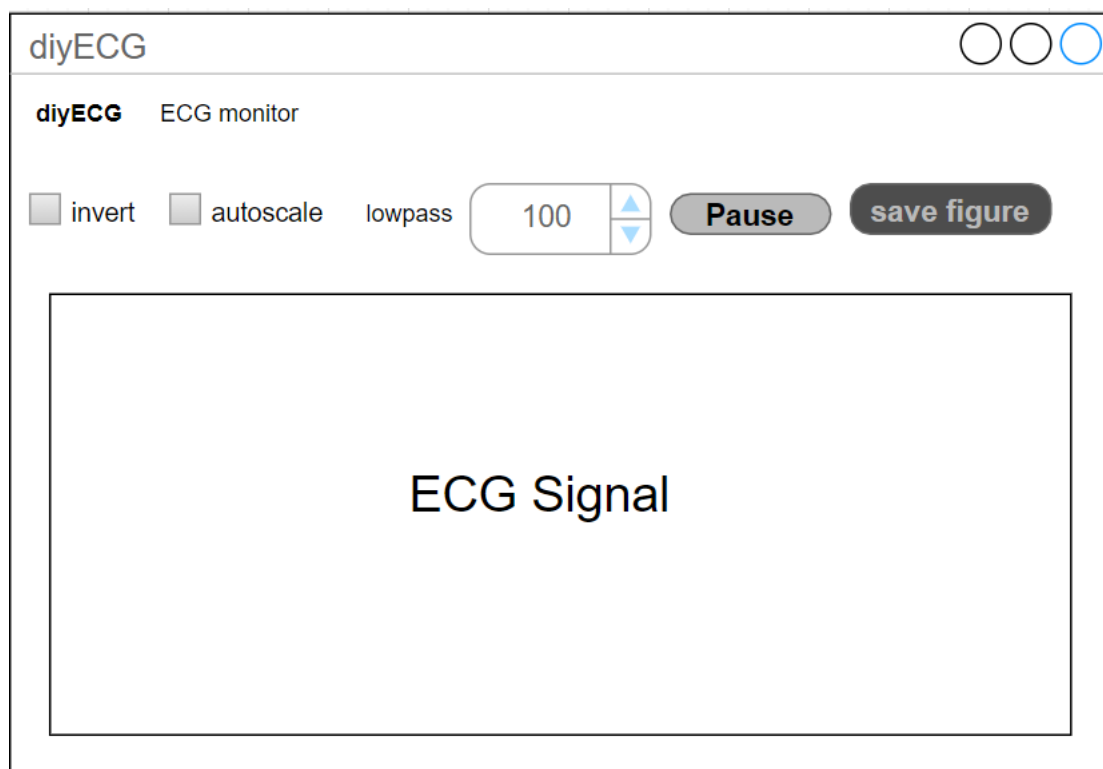 diyECG
diyECG ECG monitor
invert autoscale lowpass 100 Pause save figure
ECG Signal